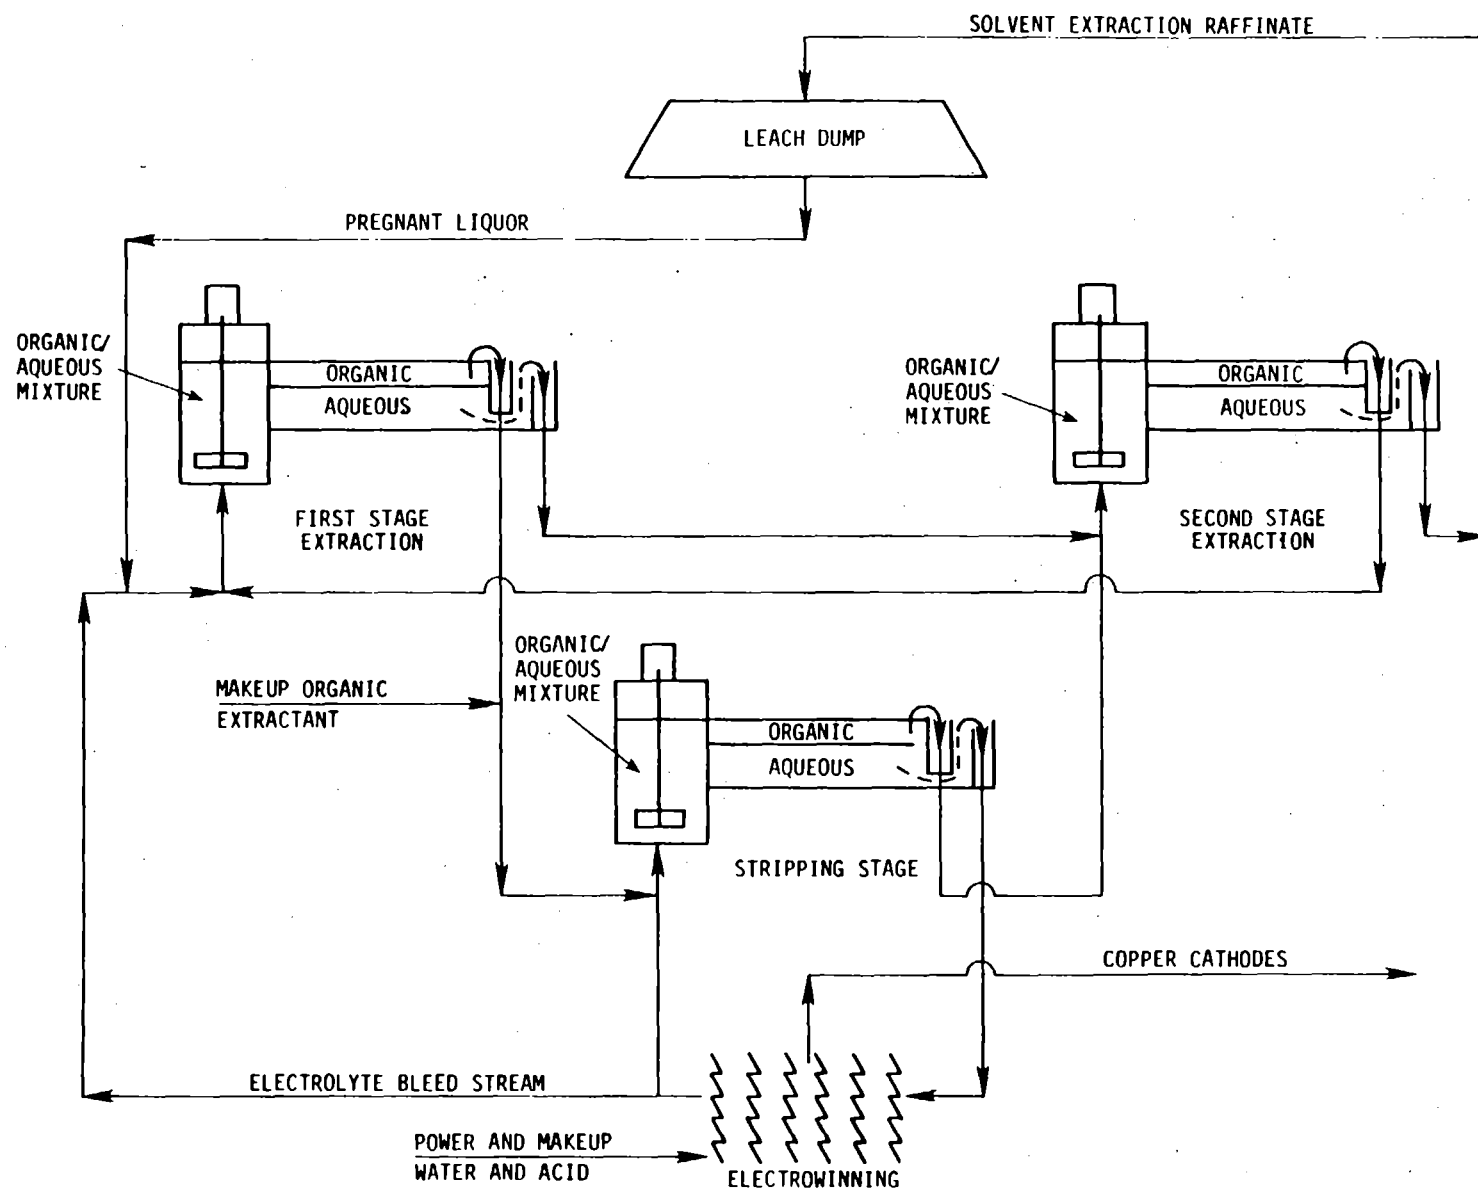 SOLVENT EXTRACTION RAFFINATE
LEACH DUMP
PREGNANT LIQUOR
ORGANIC/
AQUEOUS
MIXTURE
ORGANIC
AQUEOUS
ORGANIC/
AQUEOUS
MIXTURE
ORGANIC
AQUEOUS
FIRST STAGE
EXTRACTION
SECOND STAGE
EXTRACTION
MAKEUP ORGANIC
EXTRACTANT
ORGANIC/
AQUEOUS
MIXTURE
ORGANIC
AQUEOUS
STRIPPING STAGE
COPPER CATHODES
ELECTROLYTE BLEED STREAM
POWER AND MAKEUP
WATER AND ACID
ELECTROWINNING